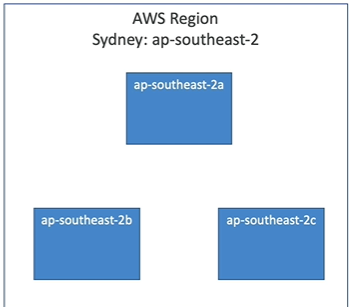 AWS Region
Sydney: ap-southeast-2
ap-southeast-2a
ap-southeast-2b
ap-southeast-2c